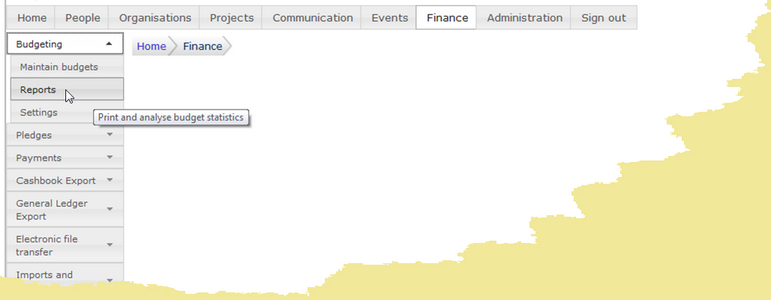 Home People Organisations Projects Communication Events Finance Administration Sign out
Budgeting
Home Finance
Maintain budgets
Reports
Print and analyse budget statistics
Settings
Pledges
Payments
Cashbook Export
General Ledger
Export
Electronic file
transfer
Imports and